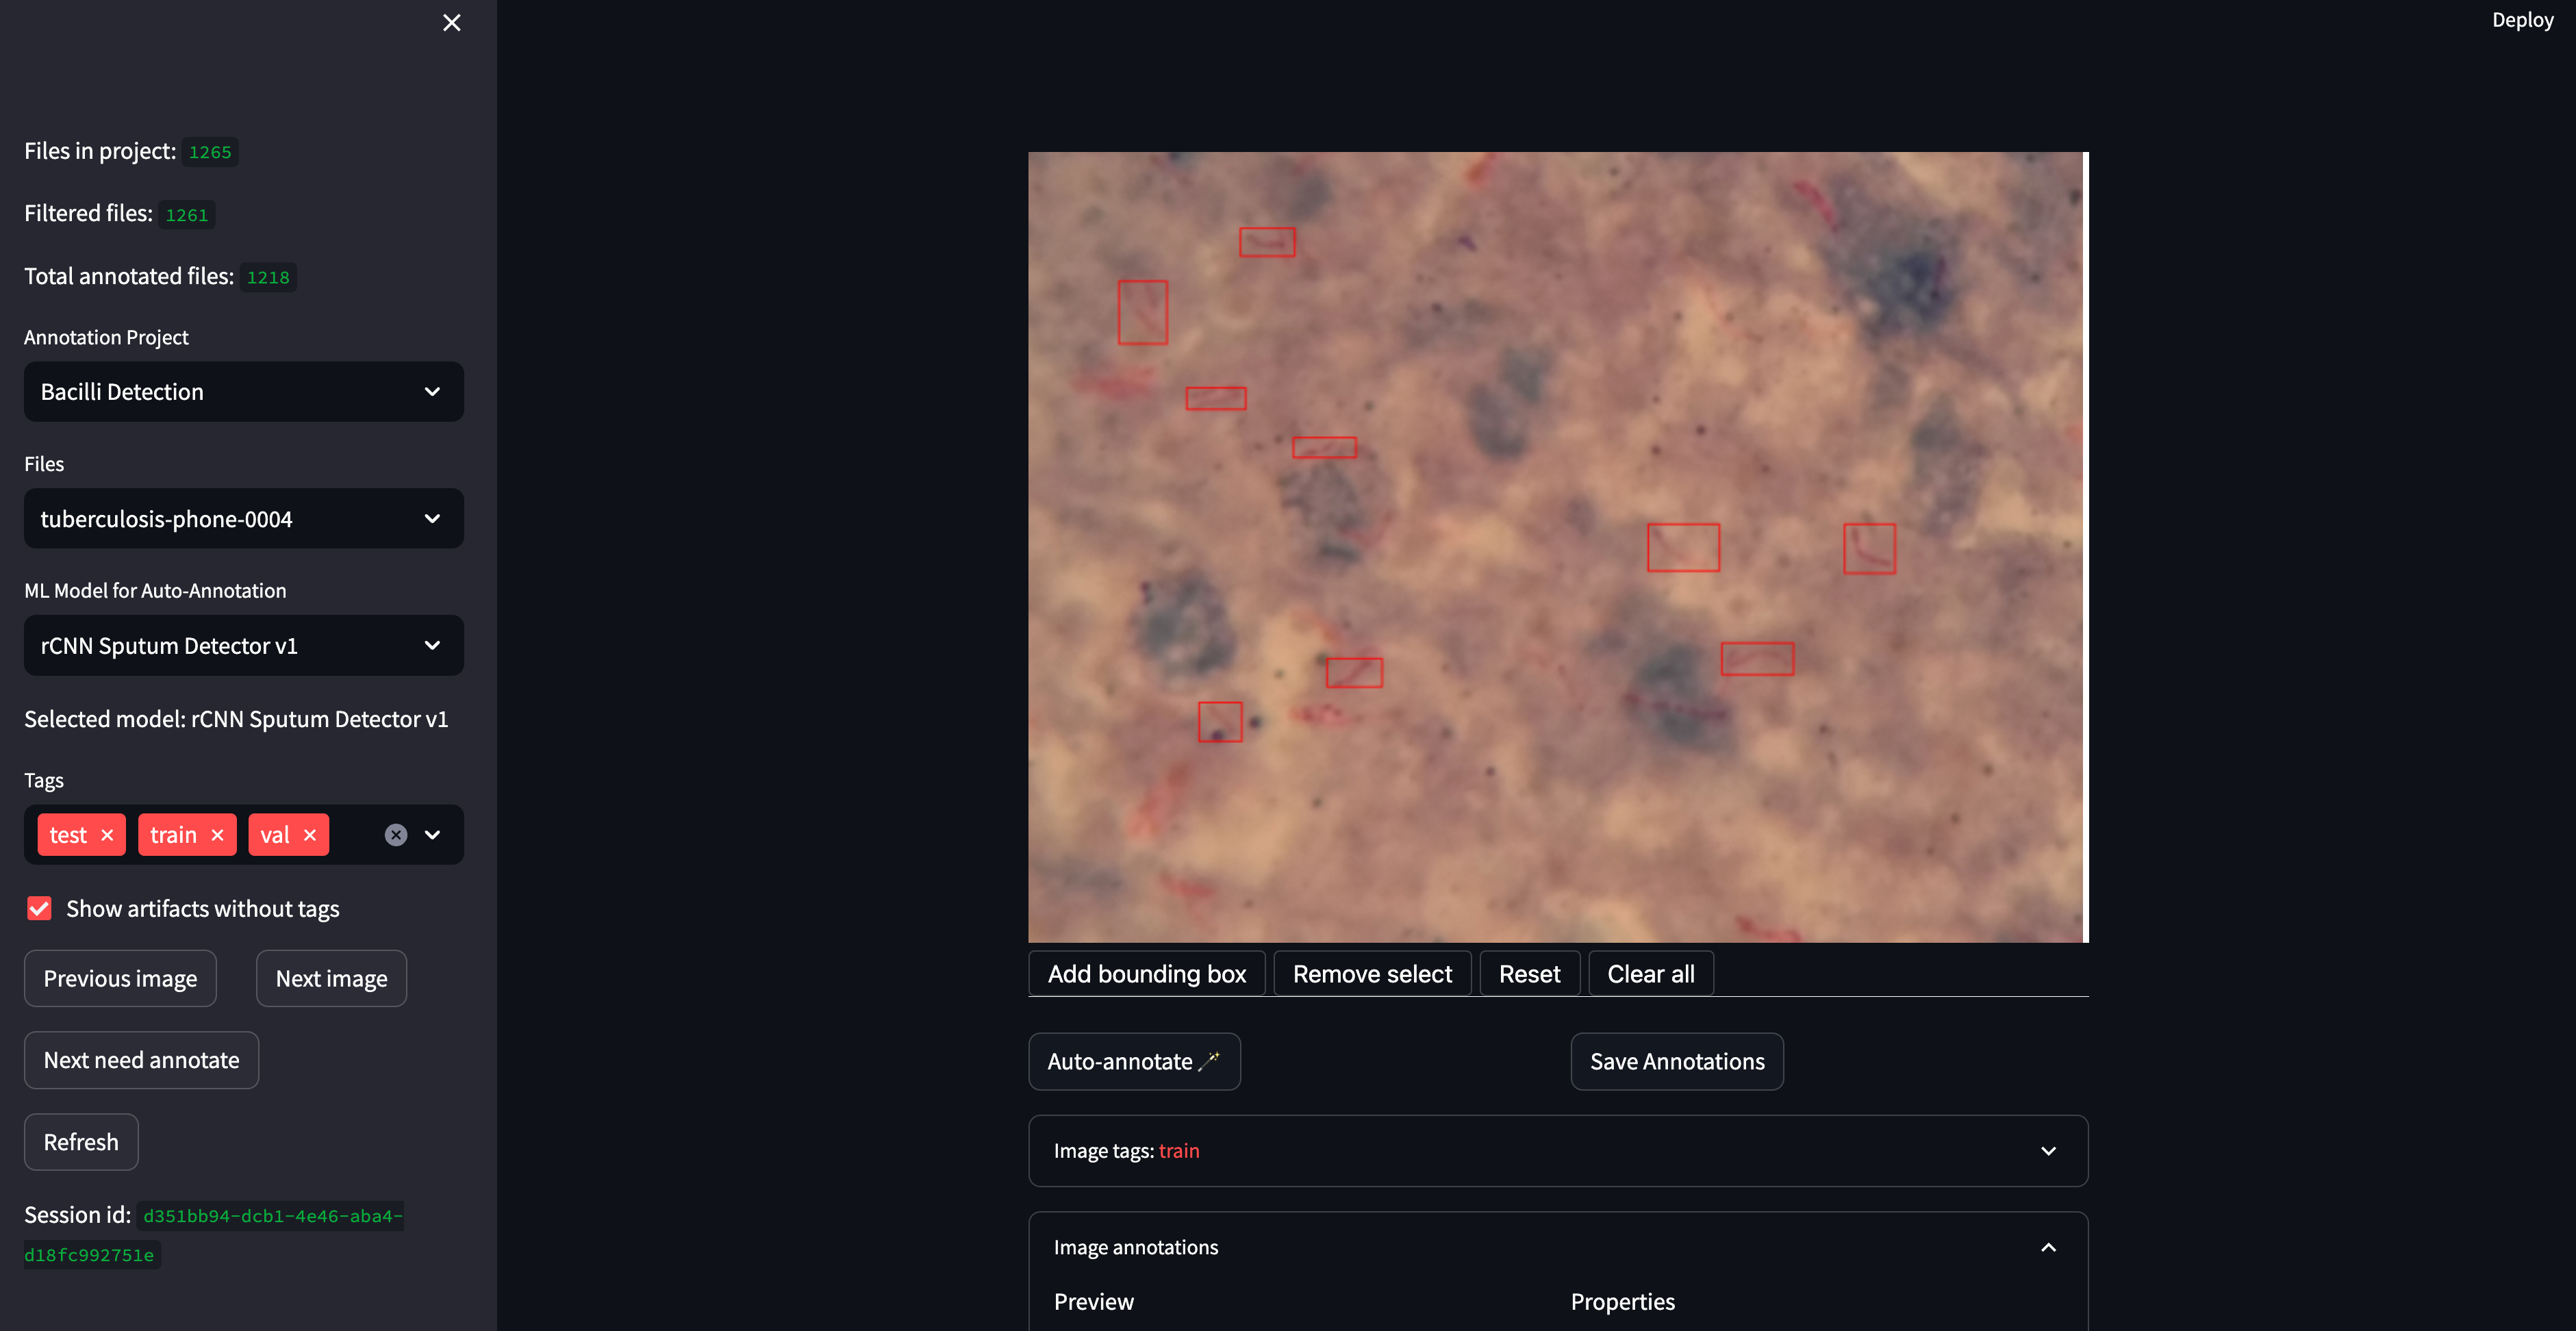 Deploy
Files in project: 1265
Filtered files: 1261
Total annotated files: 1218
Annotation Project
Bacilli Detection
Files
tuberculosis-phone-0004
ML Model for Auto-Annotation
rCNN Sputum Detector v1
Selected model: rCNN Sputum Detector v1
Tags
test train val
Show artifacts without tags
Previous image Next image
Next need annotate
Refresh
Session id: d351bb94-dcb1-4e46-aba4-
d18fc992751e
Add bounding box Remove select Reset Clear all
Auto-annotate Save Annotations
Image tags: train
Image annotations
Preview Properties